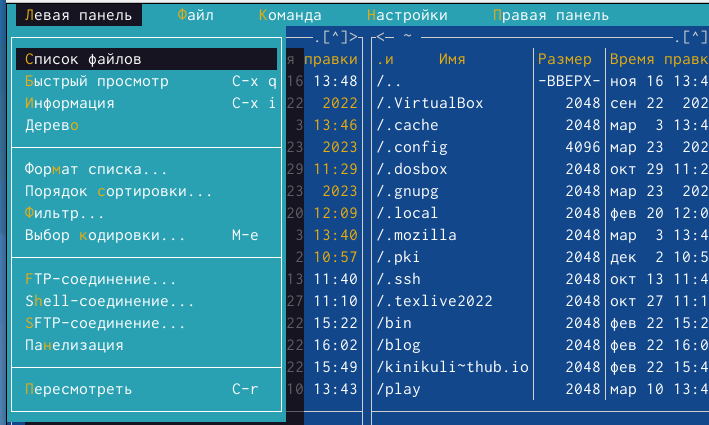 Левая панель Файл Команда Настройки Правая панель
.[^]> <— ~ .[^]
Список файлов я правки .и Имя Размер Время правк
Быстрый просмотр C-x q 16 13:48 /.. -ВВЕРХ- ноя 16 13:4
Информация C-x i 22 2022 /.VirtualBox 2048 сен 22 202
Дерево 3 13:46 /.cache 2048 мар 3 13:4
23 2023 /.config 4096 мар 23 202
Формат списка... 29 11:29 /.dosbox 2048 окт 29 11:2
Порядок сортировки... 23 2023 /.gnupg 2048 мар 23 202
Фильтр... 20 12:09 /.local 2048 фев 20 12:0
Выбор кодировки... M-e 3 13:40 /.mozilla 2048 мар 3 13:4
2 10:57 /.pki 2048 дек 2 10:5
FTP-соединение... 13 11:40 /.ssh 2048 окт 13 11:4
Shell-соединение... 27 11:10 /.texlive2022 2048 окт 27 11:1
SFTP-соединение... 22 15:22 /bin 2048 фев 22 15:2
Панелизация 22 16:02 /blog 2048 фев 22 16:0
22 15:49 /kinikuli~thub.io 2048 фев 22 15:4
Пересмотреть C-r 10 13:43 /play 2048 мар 10 13:4